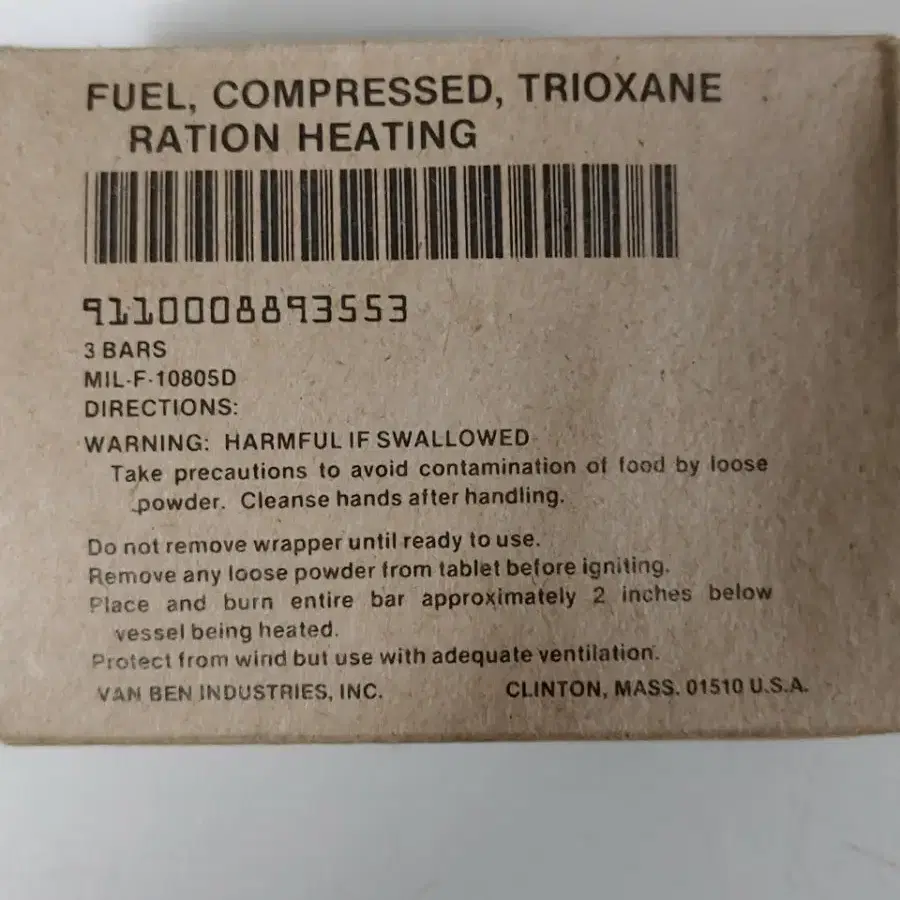 FUEL, COMPRESSED, TRIOXANE
RATION HEATING
9110008893553
3 BARS
MIL-F-10805D
DIRECTIONS:
WARNING: HARMFUL IF SWALLOWED
Take precautions to avoid contamination of food by loose
powder. Cleanse hands after handling.
Do not remove wrapper until ready to use.
Remove any loose powder from tablet before igniting.
Place and burn entire bar approximately 2 inches below
vessel being heated.
Protect from wind but use with adequate ventilation.
VAN BEN INDUSTRIES, INC. CLINTON, MASS. 01510 U.S.A.